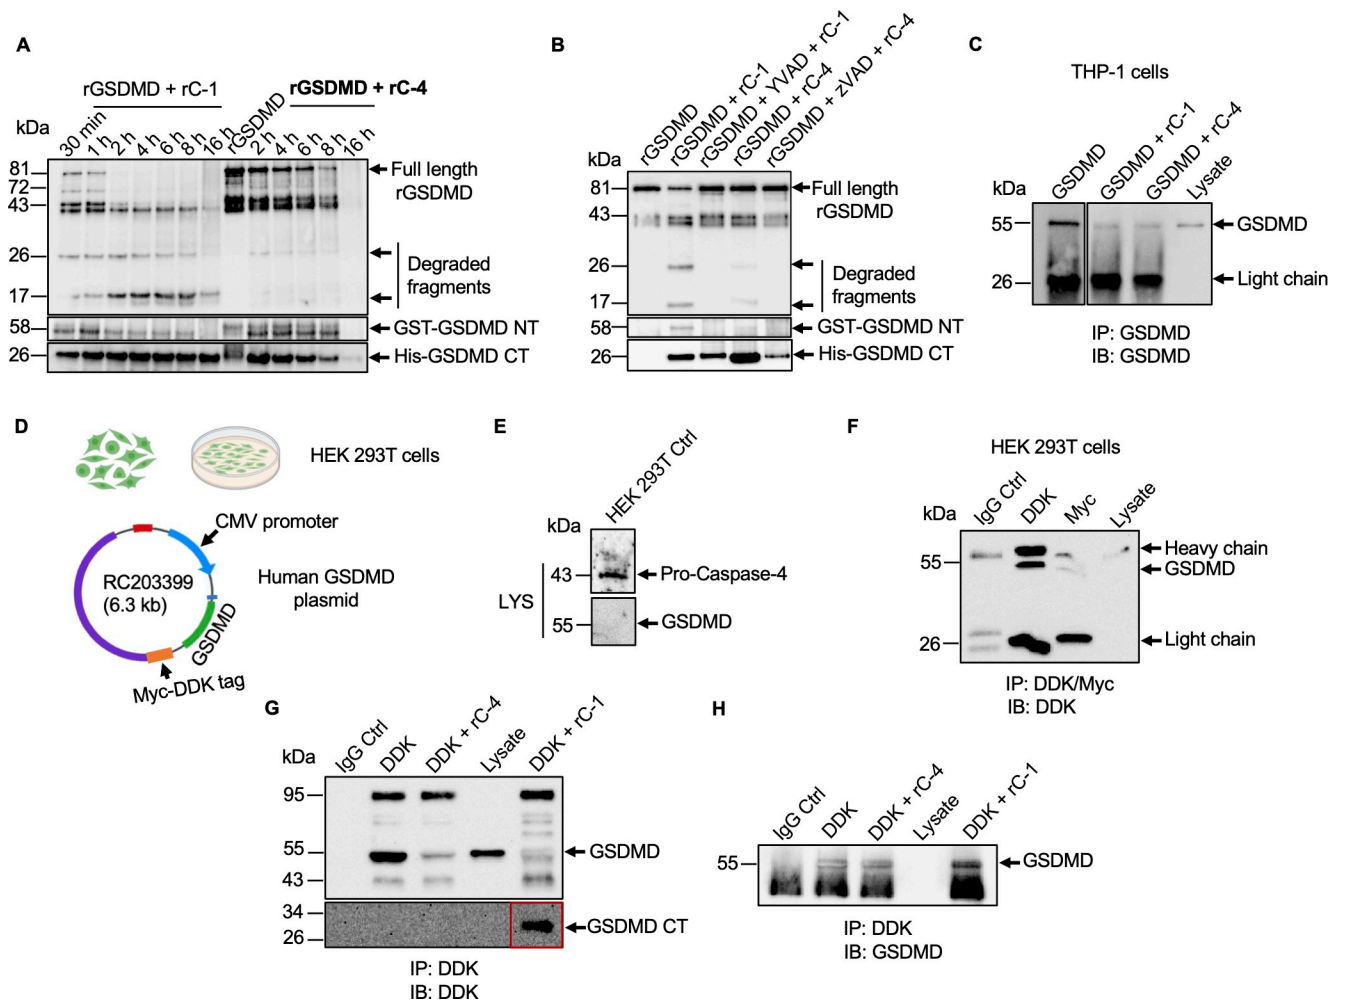 A
rGSDMD + rC-1
rGSDMD
rGSDMD + rC-4
kDa
30 min
1 h
2 h
4 h
6 h
8 h
16 h
2 h
4 h
6 h
8 h
16 h
81
72
43
26
17
58
26
Full length
rGSDMD
Degraded
fragments
GST-GSDMD NT
His-GSDMD CT
B
rGSDMD
rGSDMD + rC-1
rGSDMD + YVAD + rC-1
rGSDMD + rC-4
rGSDMD + zVAD + rC-4
kDa
81
43
26
17
58
26
Full length
rGSDMD
Degraded
fragments
GST-GSDMD NT
His-GSDMD CT
C
THP-1 cells
GSDMD
GSDMD + rC-1
GSDMD + rC-4
Lysate
kDa
55
26
GSDMD
Light chain
IP: GSDMD
IB: GSDMD
D
HEK 293T cells
CMV promoter
RC203399
(6.3 kb)
Human GSDMD
plasmid
GSDMD
Myc-DDK tag
E
HEK 293T Ctrl
kDa
43
55
LYS
Pro-Caspase-4
GSDMD
F
HEK 293T cells
IgG Ctrl
DDK
Myc
Lysate
kDa
55
26
Heavy chain
GSDMD
Light chain
IP: DDK/Myc
IB: DDK
G
IgG Ctrl
DDK
DDK + rC-4
Lysate
DDK + rC-1
kDa
95
55
43
34
26
GSDMD
GSDMD CT
IP: DDK
IB: DDK
H
IgG Ctrl
DDK
DDK + rC-4
Lysate
DDK + rC-1
55
GSDMD
IP: DDK
IB: GSDMD